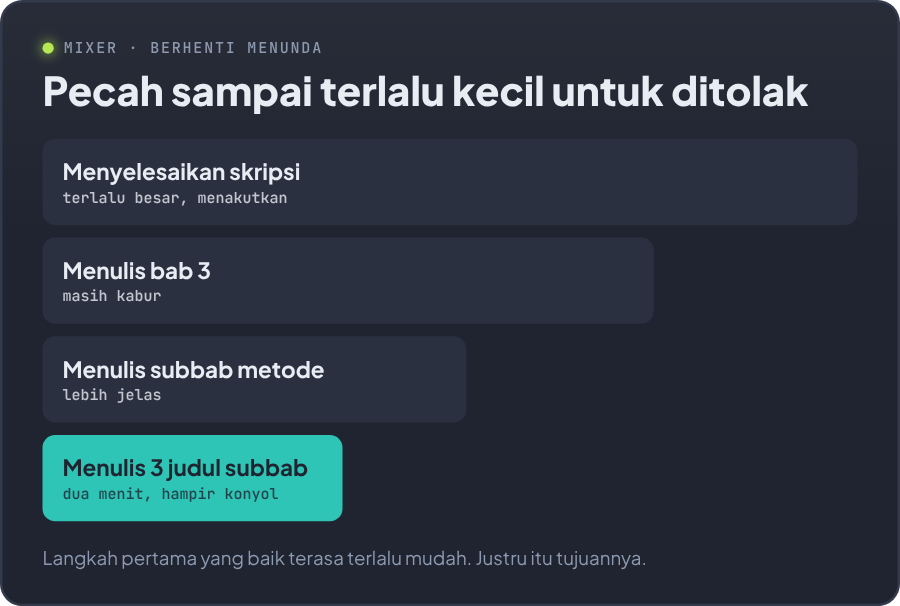 MIXER · BERHENTI MENUNDA
Pecah sampai terlalu kecil untuk ditolak
Menyelesaikan skripsi
terlalu besar, menakutkan
Menulis bab 3
masih kabur
Menulis subbab metode
lebih jelas
Menulis 3 judul subbab
dua menit, hampir konyol
Langkah pertama yang baik terasa terlalu mudah. Justru itu tujuannya.